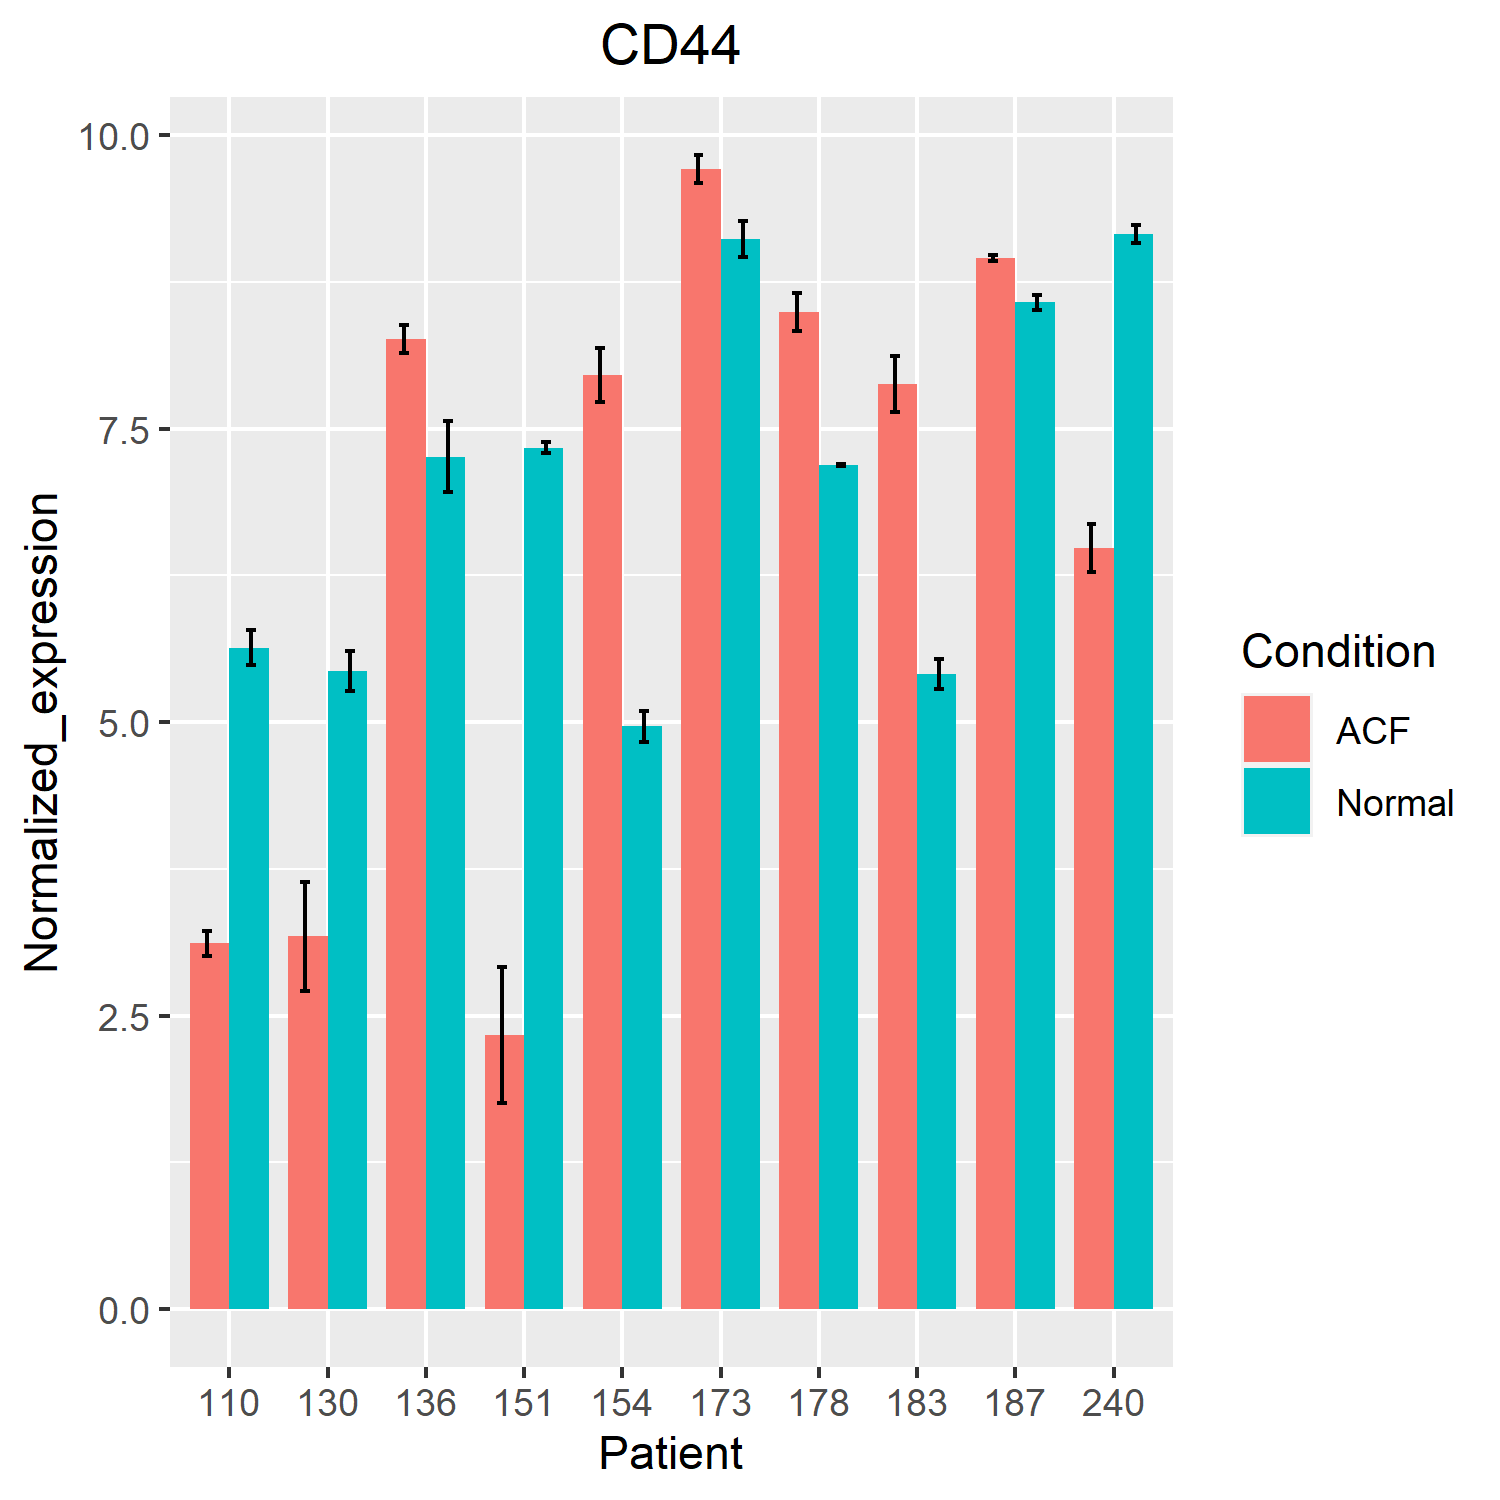 CD44
10.0
7.5
5.0
2.5
0.0
Normalized_expression
110 130 136 151 154 173 178 183 187 240
Patient
Condition
ACF
Normal